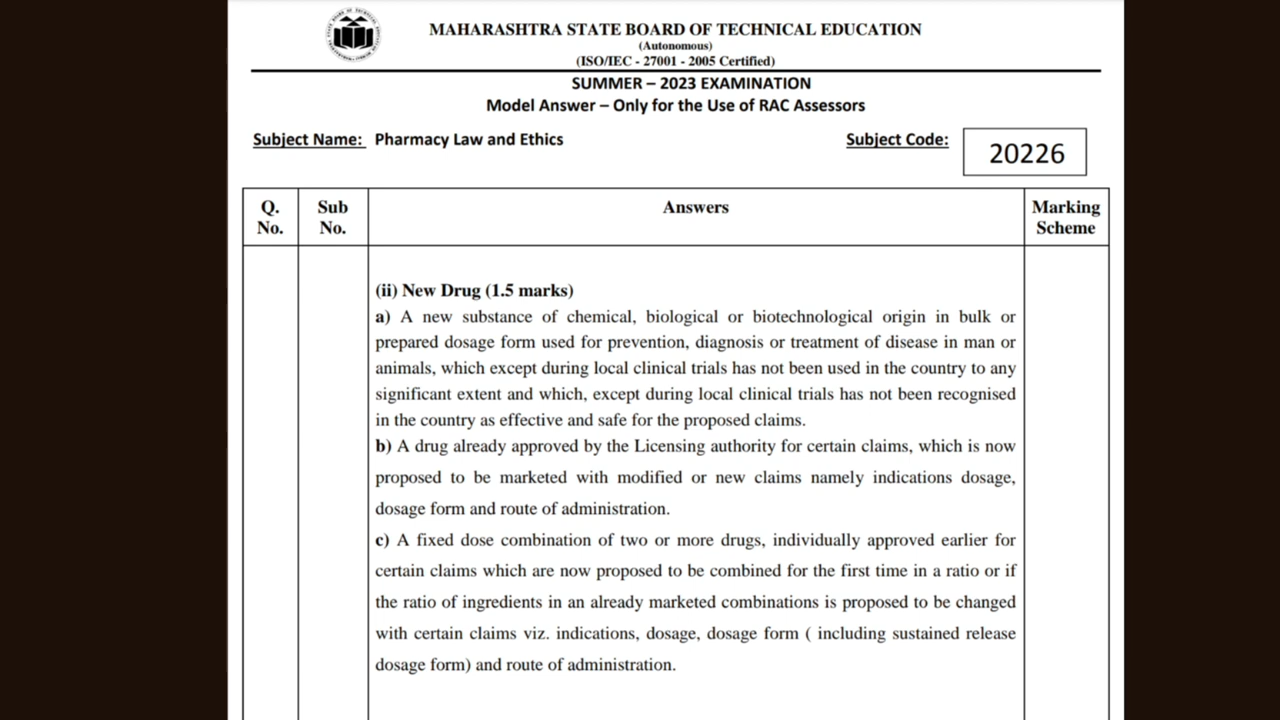 MAHARASHTRA STATE BOARD OF TECHNICAL EDUCATION
(Autonomous)
(ISO/IEC - 27001 - 2005 Certified)
SUMMER – 2023 EXAMINATION
Model Answer – Only for the Use of RAC Assessors
Subject Name: Pharmacy Law and Ethics
Subject Code: 20226
Q. No.
Sub No.
Answers
Marking Scheme
(ii) New Drug (1.5 marks)
a) A new substance of chemical, biological or biotechnological origin in bulk or
prepared dosage form used for prevention, diagnosis or treatment of disease in man or
animals, which except during local clinical trials has not been used in the country to any
significant extent and which, except during local clinical trials has not been recognised
in the country as effective and safe for the proposed claims.
b) A drug already approved by the Licensing authority for certain claims, which is now
proposed to be marketed with modified or new claims namely indications dosage,
dosage form and route of administration.
c) A fixed dose combination of two or more drugs, individually approved earlier for
certain claims which are now proposed to be combined for the first time in a ratio or if
the ratio of ingredients in an already marketed combinations is proposed to be changed
with certain claims viz. indications, dosage, dosage form ( including sustained release
dosage form) and route of administration.